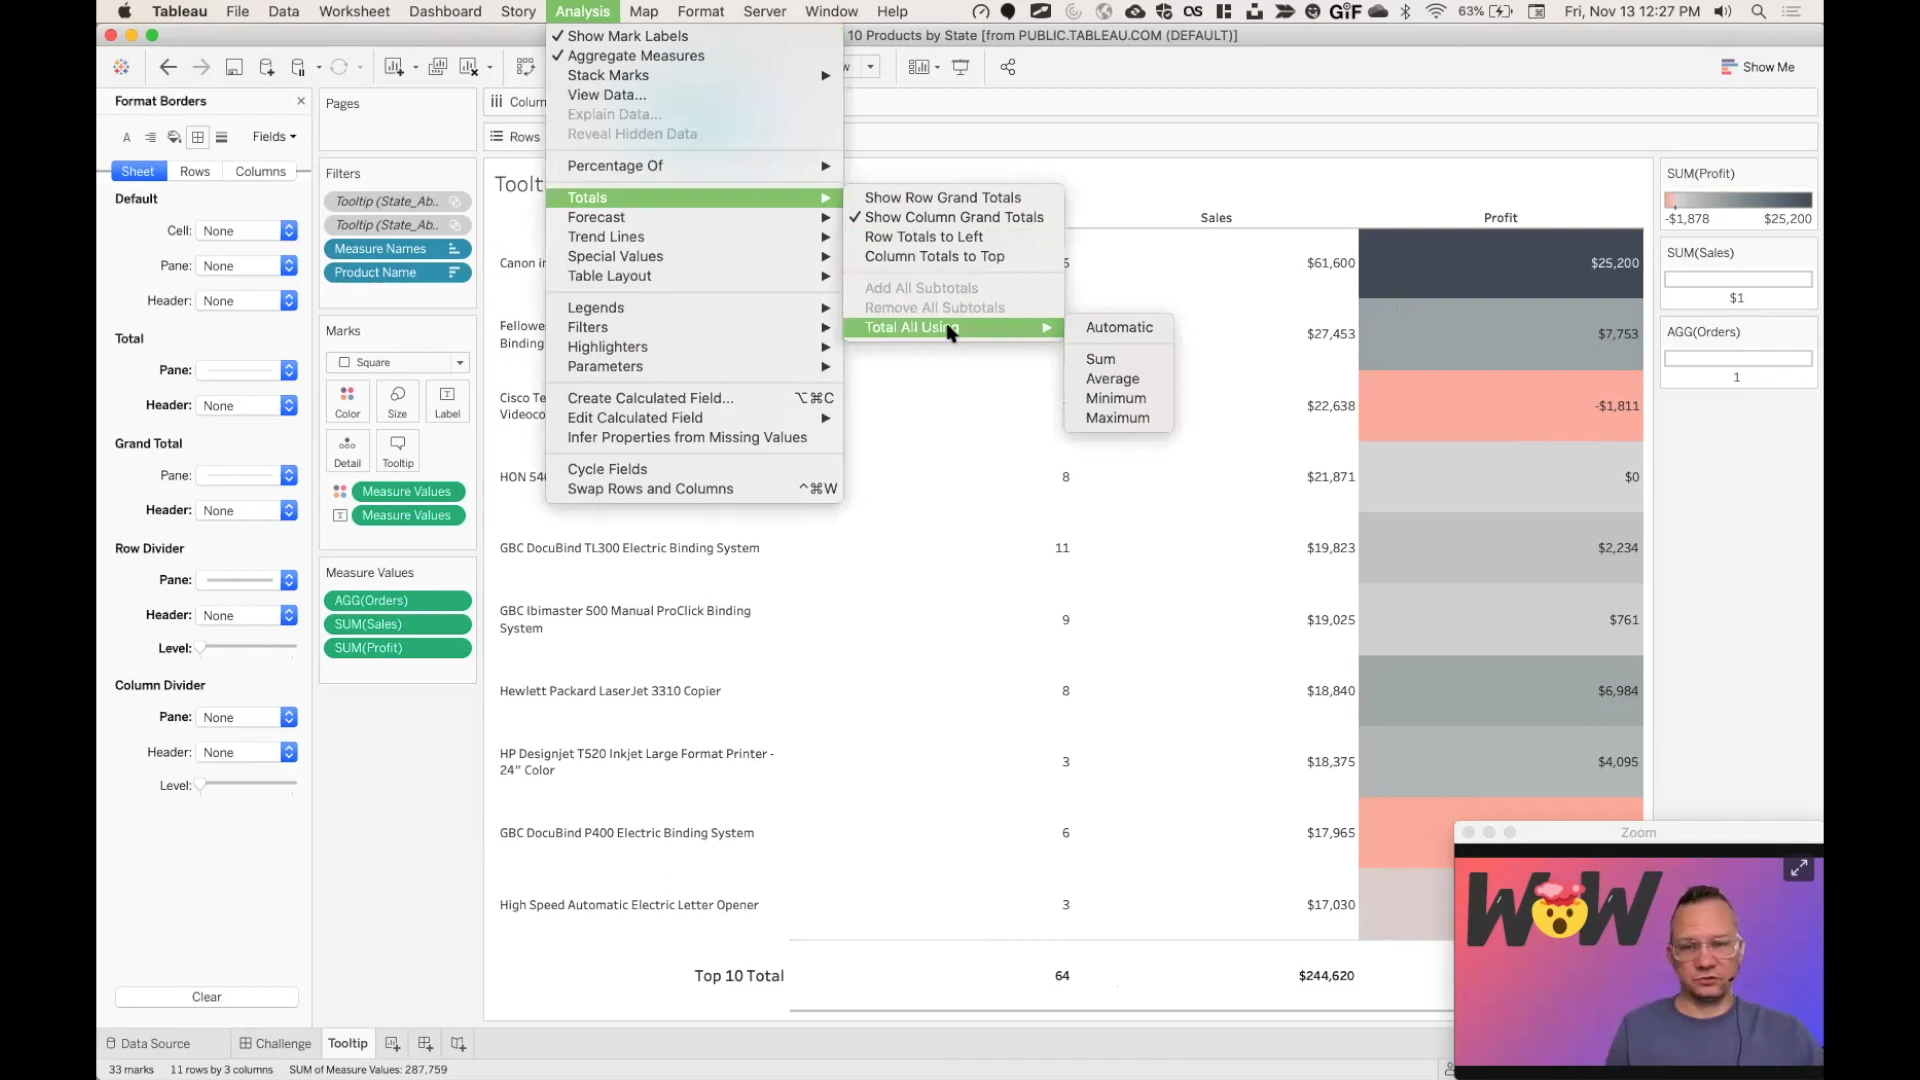 Tableau File Data Worksheet Dashboard Story Analysis Map Format Server Window Help OS GIF 63% Fri, Nov 13 12:27 PM
10 Products by State [from PUBLIC.TABLEAU.COM (DEFAULT)]
Show Me
Format Borders
Fields
Sheet Rows Columns
Default
Cell: None
Pane: None
Header: None
Total
Pane:
Header: None
Grand Total
Pane:
Header: None
Row Divider
Pane:
Header: None
Level:
Column Divider
Pane: None
Header: None
Level:
Clear
Pages
Filters
Tooltip (State_Ab..
Tooltip (State_Ab..
Measure Names
Product Name
Marks
Square
Color Size Label
Detail Tooltip
Measure Values
Measure Values
Measure Values
AGG(Orders)
SUM(Sales)
SUM(Profit)
Colum
Rows
Toolt
Show Mark Labels
Aggregate Measures
Stack Marks
View Data...
Explain Data...
Reveal Hidden Data
Percentage Of
Totals
Forecast
Trend Lines
Special Values
Table Layout
Legends
Filters
Highlighters
Parameters
Create Calculated Field... ⌥⌘C
Edit Calculated Field
Infer Properties from Missing Values
Cycle Fields
Swap Rows and Columns ^⌘W
Show Row Grand Totals
Show Column Grand Totals
Row Totals to Left
Column Totals to Top
Add All Subtotals
Remove All Subtotals
Total All Using
Automatic
Sum
Average
Minimum
Maximum
Sales Profit
Canon in 5 $61,600 $25,200
Fellowe
Binding
$27,453 $7,753
Cisco Te
Videoco
$22,638 -$1,811
HON 540 8 $21,871 $0
GBC DocuBind TL300 Electric Binding System 11 $19,823 $2,234
GBC Ibimaster 500 Manual ProClick Binding
System
9 $19,025 $761
Hewlett Packard LaserJet 3310 Copier 8 $18,840 $6,984
HP Designjet T520 Inkjet Large Format Printer -
24" Color
3 $18,375 $4,095
GBC DocuBind P400 Electric Binding System 6 $17,965
High Speed Automatic Electric Letter Opener 3 $17,030
Top 10 Total 64 $244,620
SUM(Profit)
-$1,878 $25,200
SUM(Sales)
$1
AGG(Orders)
1
Zoom
WOW
Data Source Challenge Tooltip
33 marks 11 rows by 3 columns SUM of Measure Values: 287,759